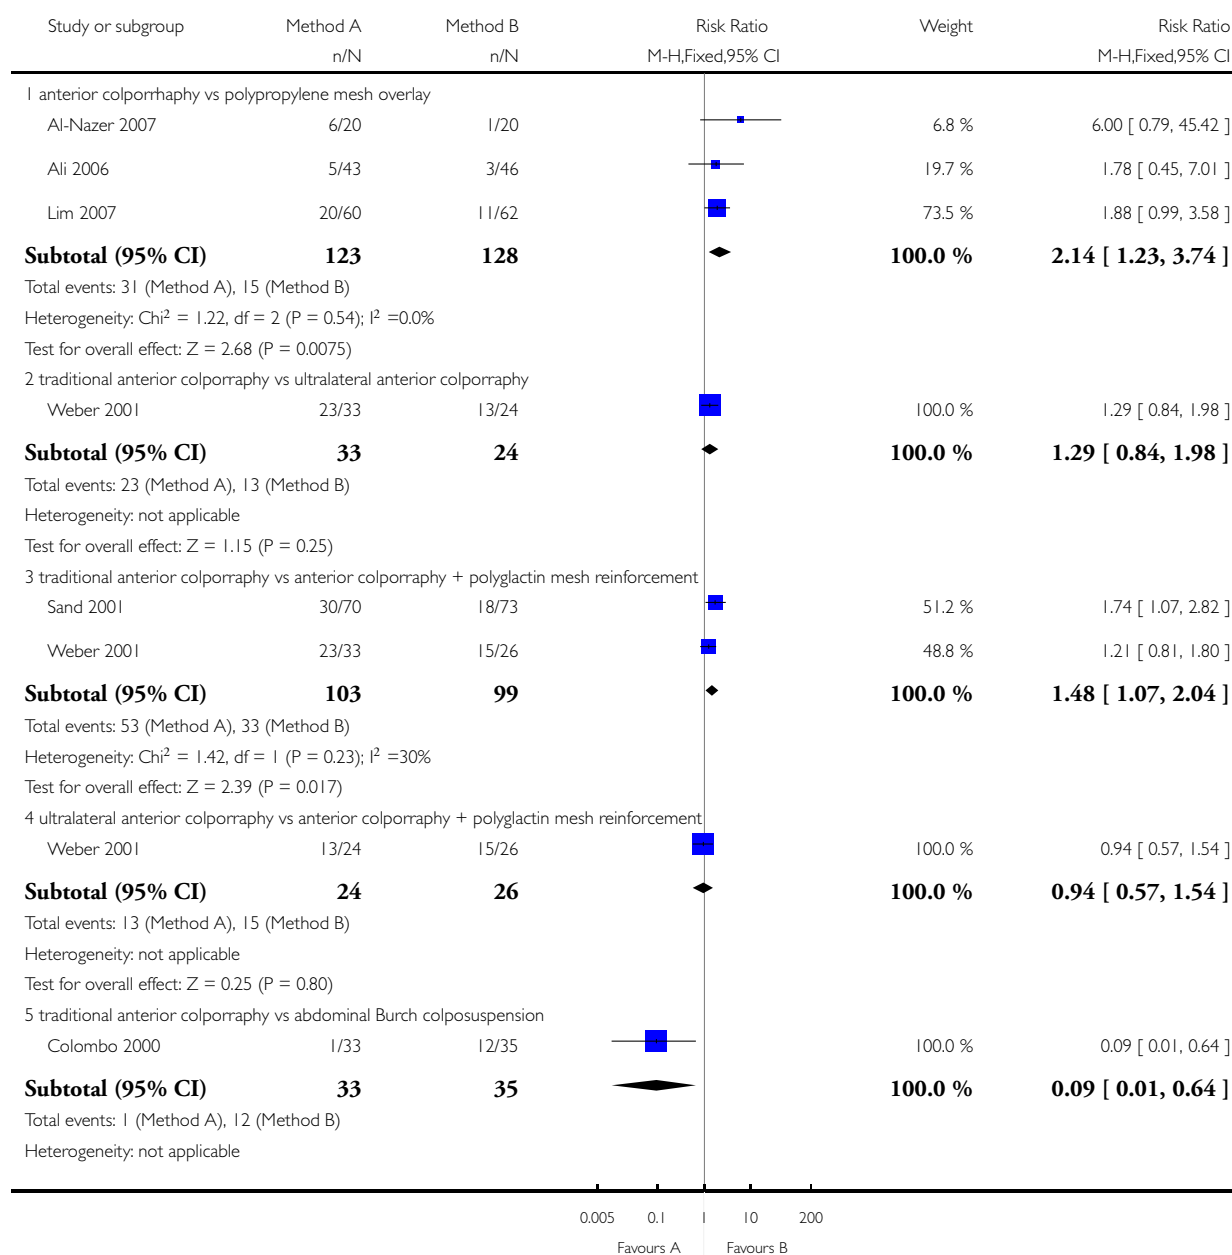 Study or subgroup Method A Method B Risk Ratio Weight Risk Ratio
n/N n/N M-H,Fixed,95% CI M-H,Fixed,95% CI
1 anterior colporrhaphy vs polypropylene mesh overlay
Al-Nazer 2007 6/20 1/20 6.8 % 6.00 [ 0.79, 45.42 ]
Ali 2006 5/43 3/46 19.7 % 1.78 [ 0.45, 7.01 ]
Lim 2007 20/60 11/62 73.5 % 1.88 [ 0.99, 3.58 ]
Subtotal (95% CI) 123 128 100.0 % 2.14 [ 1.23, 3.74 ]
Total events: 31 (Method A), 15 (Method B)
Heterogeneity: Chi² = 1.22, df = 2 (P = 0.54); I² =0.0%
Test for overall effect: Z = 2.68 (P = 0.0075)
2 traditional anterior colporraphy vs ultralateral anterior colporraphy
Weber 2001 23/33 13/24 100.0 % 1.29 [ 0.84, 1.98 ]
Subtotal (95% CI) 33 24 100.0 % 1.29 [ 0.84, 1.98 ]
Total events: 23 (Method A), 13 (Method B)
Heterogeneity: not applicable
Test for overall effect: Z = 1.15 (P = 0.25)
3 traditional anterior colporraphy vs anterior colporraphy + polyglactin mesh reinforcement
Sand 2001 30/70 18/73 51.2 % 1.74 [ 1.07, 2.82 ]
Weber 2001 23/33 15/26 48.8 % 1.21 [ 0.81, 1.80 ]
Subtotal (95% CI) 103 99 100.0 % 1.48 [ 1.07, 2.04 ]
Total events: 53 (Method A), 33 (Method B)
Heterogeneity: Chi² = 1.42, df = 1 (P = 0.23); I² =30%
Test for overall effect: Z = 2.39 (P = 0.017)
4 ultralateral anterior colporraphy vs anterior colporraphy + polyglactin mesh reinforcement
Weber 2001 13/24 15/26 100.0 % 0.94 [ 0.57, 1.54 ]
Subtotal (95% CI) 24 26 100.0 % 0.94 [ 0.57, 1.54 ]
Total events: 13 (Method A), 15 (Method B)
Heterogeneity: not applicable
Test for overall effect: Z = 0.25 (P = 0.80)
5 traditional anterior colporraphy vs abdominal Burch colposuspension
Colombo 2000 1/33 12/35 100.0 % 0.09 [ 0.01, 0.64 ]
Subtotal (95% CI) 33 35 100.0 % 0.09 [ 0.01, 0.64 ]
Total events: 1 (Method A), 12 (Method B)
Heterogeneity: not applicable
0.005 0.1 1 10 200
Favours A Favours B